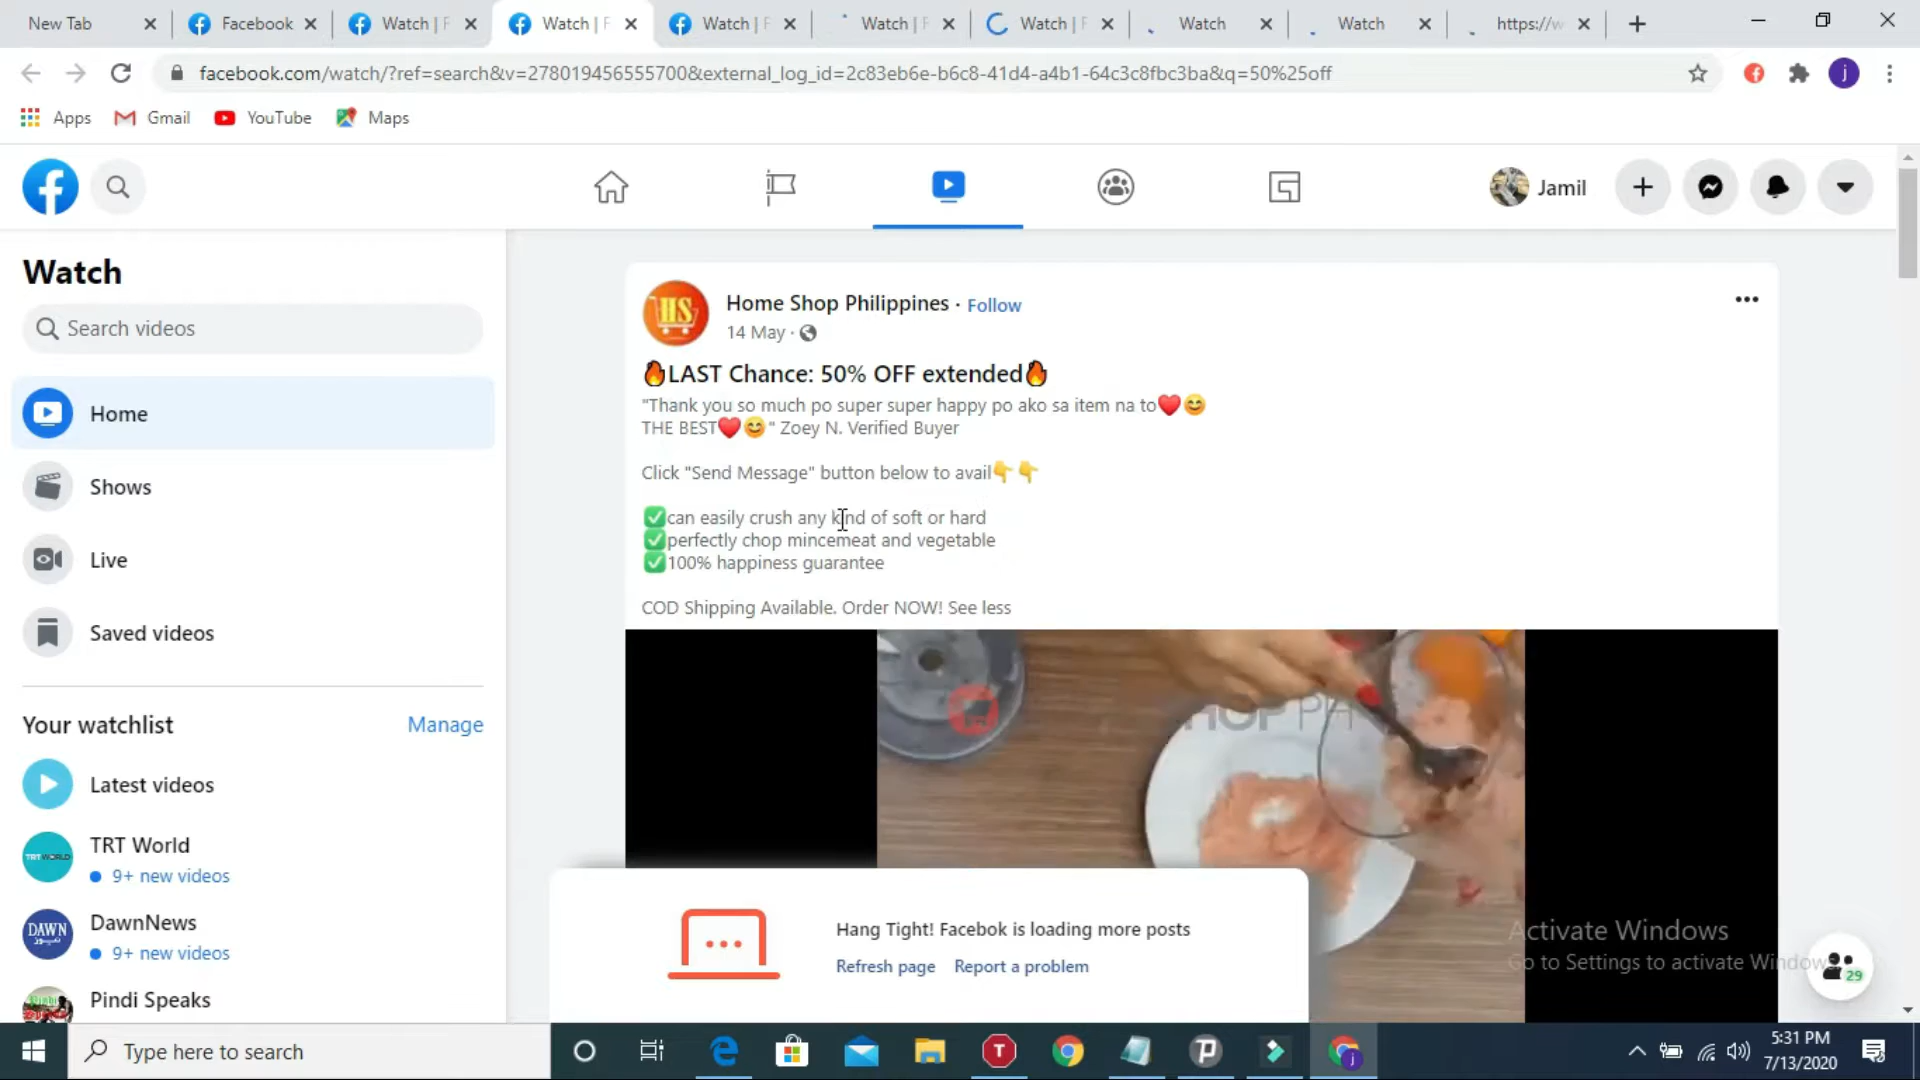 New Tab
Facebook
Watch | F
Watch | F
Watch | F
Watch | F
Watch | F
Watch
Watch
https://w
facebook.com/watch/?ref=search&v=278019456555700&external_log_id=2c83eb6e-b6c8-41d4-a4b1-64c3c8fbc3ba&q=50%25off
j
Apps
Gmail
YouTube
Maps
Jamil
Watch
Search videos
Home
Shows
Live
Saved videos
Your watchlist
Manage
Latest videos
TRT World
9+ new videos
DawnNews
9+ new videos
Pindi Speaks
TRT WORLD
DAWN
HS
Home Shop Philippines · Follow
14 May ·
🔥LAST Chance: 50% OFF extended🔥
"Thank you so much po super super happy po ako sa item na to❤️😊
THE BEST❤️😊" Zoey N. Verified Buyer
Click "Send Message" button below to avail👇👇
✅can easily crush any kind of soft or hard
✅perfectly chop mincemeat and vegetable
✅100% happiness guarantee
COD Shipping Available. Order NOW! See less
Hang Tight! Facebok is loading more posts
Refresh page
Report a problem
Activate Windows
Go to Settings to activate Windows.
29
Type here to search
5:31 PM
7/13/2020